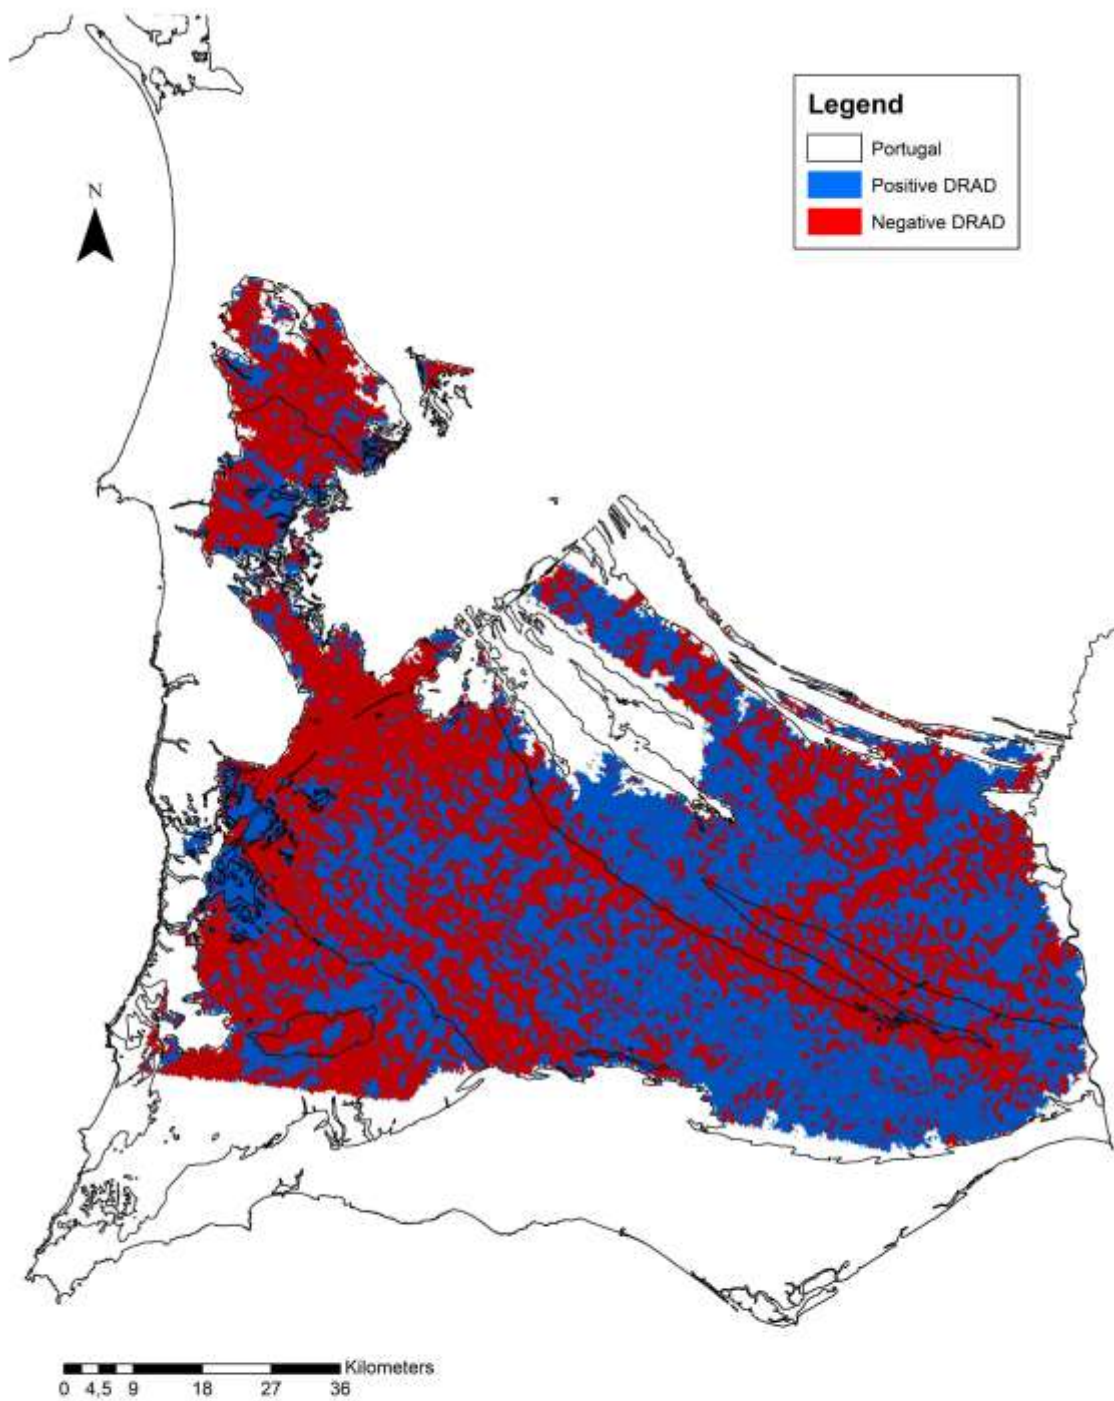 Legend
Portugal
Positive DRAD
Negative DRAD
N
Kilometers
0 4,5 9 18 27 36